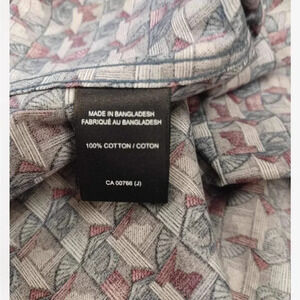 MADE IN BANGLADESH
FABRIQUÉ AU BANGLADESH
100% COTTON / COTON
CA 00766 (J)